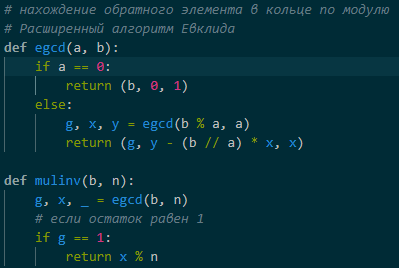 # нахождение обратного элемента в кольце по модулю
# Расширенный алгоритм Евклида
def egcd(a, b):
    if a == 0:
        return (b, 0, 1)
    else:
        g, x, y = egcd(b % a, a)
        return (g, y - (b // a) * x, x)

def mulinv(b, n):
    g, x, _ = egcd(b, n)
    # если остаток равен 1
    if g == 1:
        return x % n